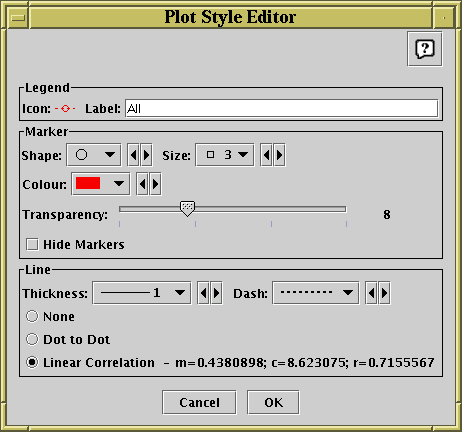 Plot Style Editor
?
Legend
Icon: Label: All
Marker
Shape: Size: 3
Colour:
Transparency: 8
Hide Markers
Line
Thickness: 1 Dash:
None
Dot to Dot
Linear Correlation - m=0.4380898; c=8.623075; r=0.7155567
Cancel OK